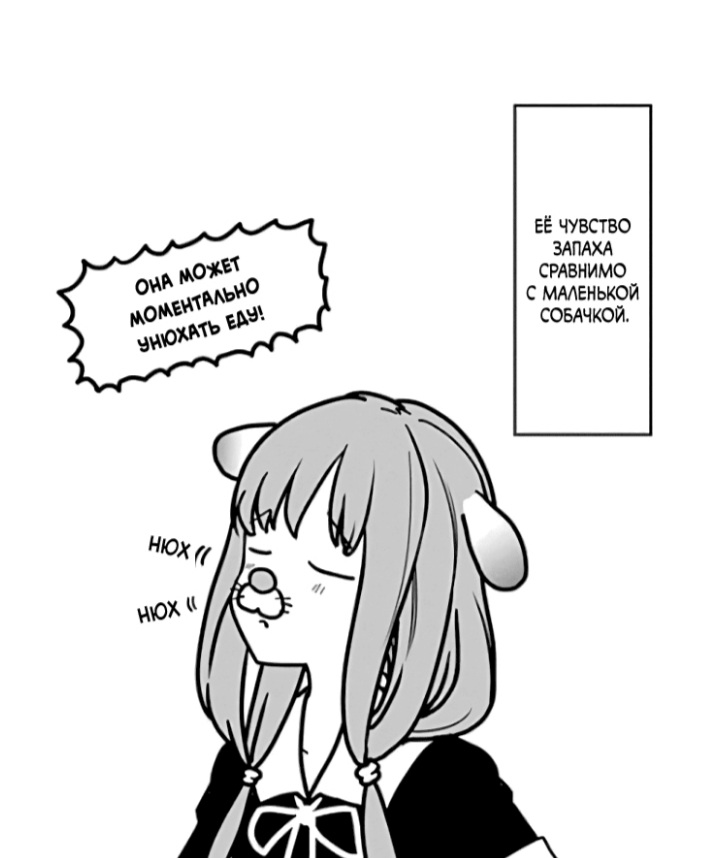 ЕЁ ЧУВСТВО
ЗАПАХА
СРАВНИМО
С МАЛЕНЬКОЙ
СОБАЧКОЙ.
ОНА МОЖЕТ
МОМЕНТАЛЬНО
УНЮХАТЬ ЕДУ!
НЮХ
НЮХ